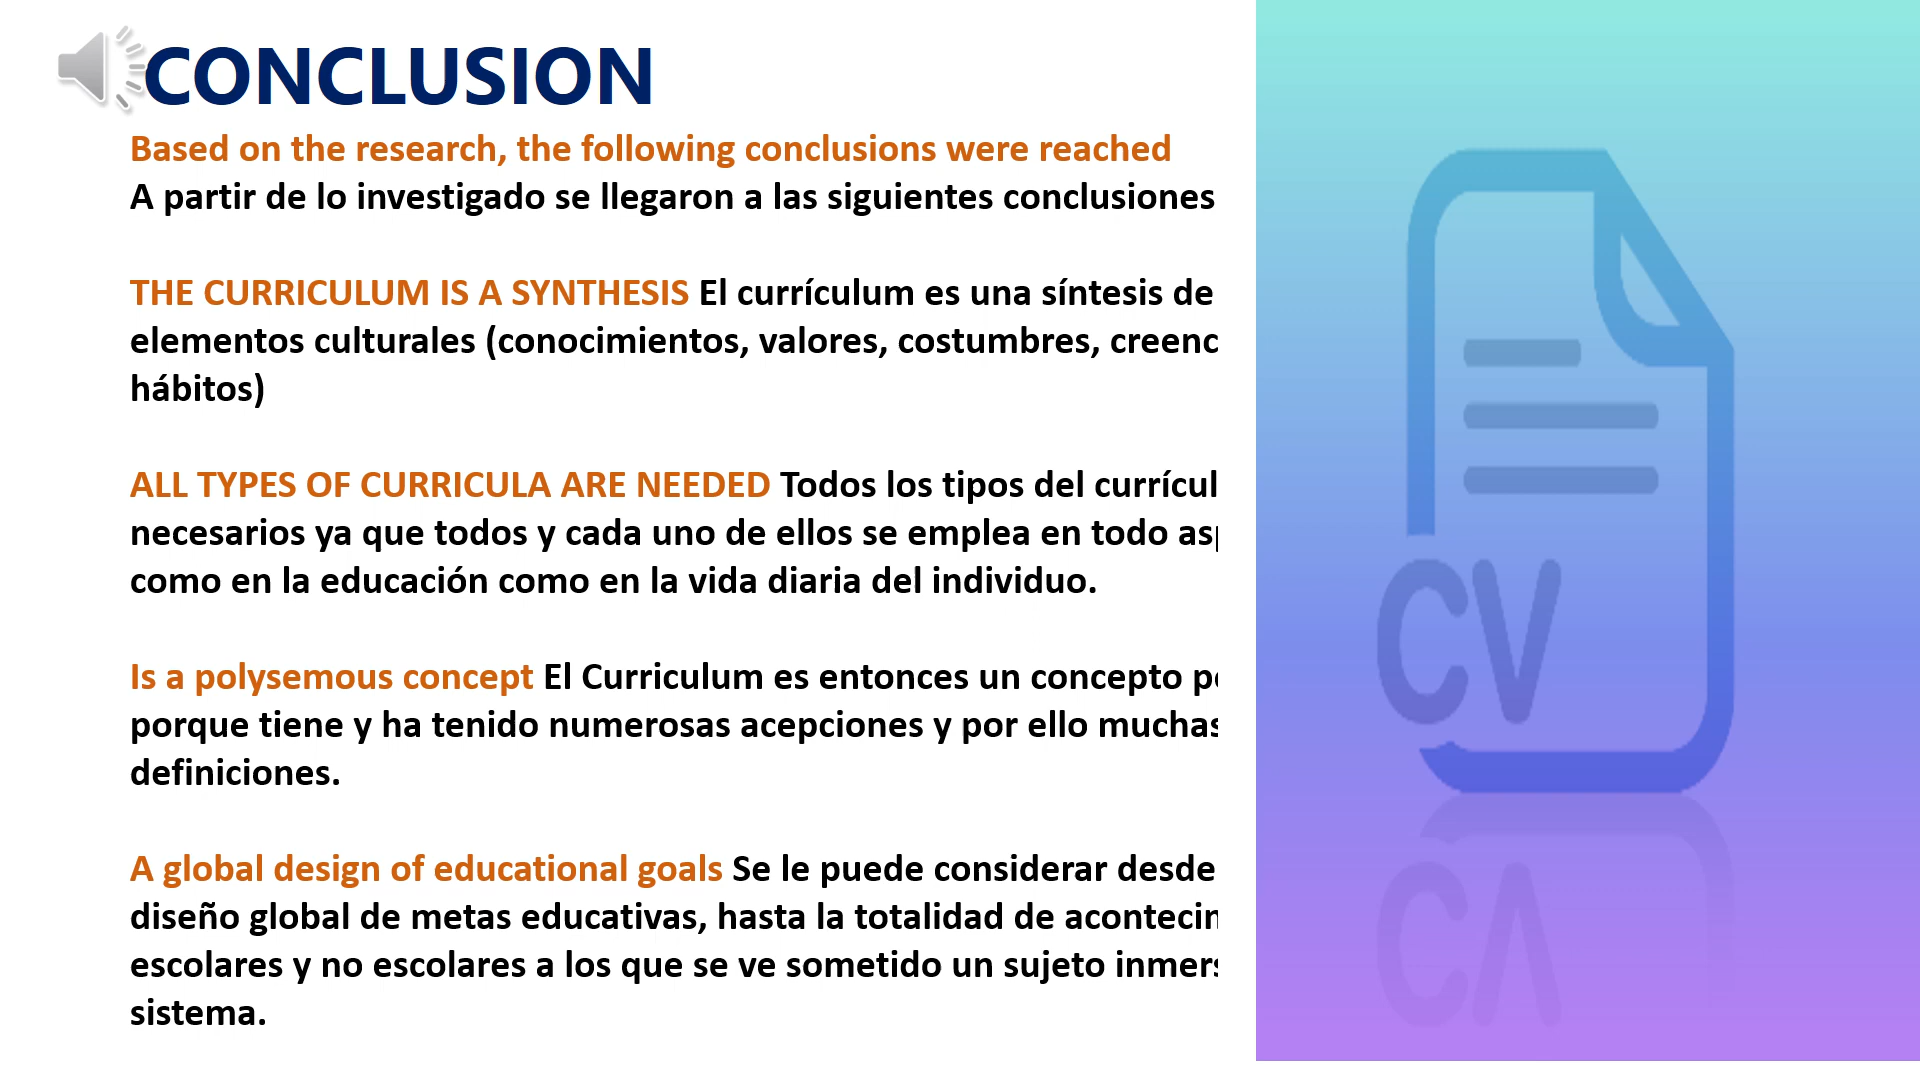 CONCLUSION
Based on the research, the following conclusions were reached
A partir de lo investigado se llegaron a las siguientes conclusiones
THE CURRICULUM IS A SYNTHESIS El currículum es una síntesis de
elementos culturales (conocimientos, valores, costumbres,
hábitos)
ALL TYPES OF CURRICULA ARE NEEDED Todos los tipos del
necesarios ya que todos y cada uno de ellos se emplea en todo
como en la educación como en la vida diaria del individuo.
Is a polysemous concept El Curriculum es entonces un concepto
porque tiene y ha tenido numerosas acepciones y por ello muchas
definiciones.
A global design of educational goals Se le puede considerar desde
diseño global de metas educativas, hasta la totalidad de
escolares y no escolares a los que se ve sometido un sujeto
sistema.
CV